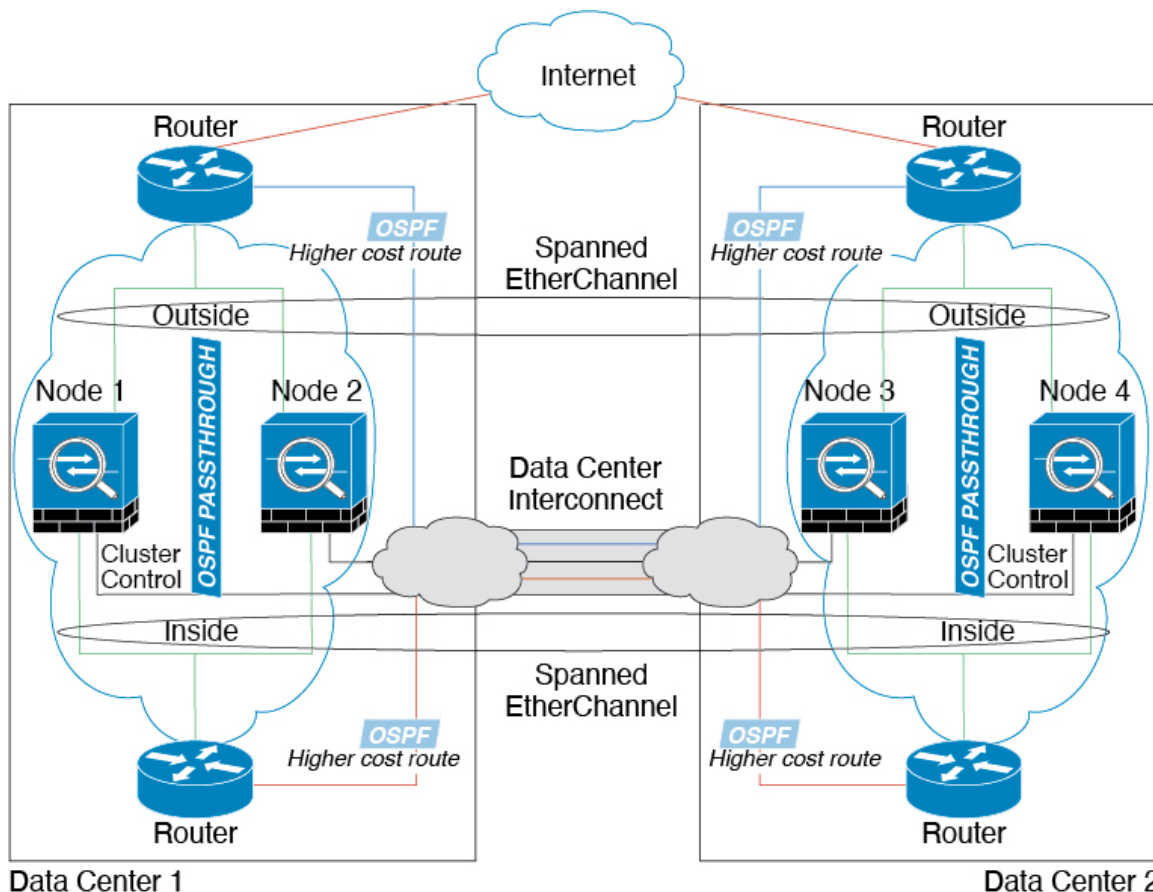 Internet
Router
Router
OSPF
Higher cost route
OSPF
Higher cost route
Spanned
EtherChannel
Outside
Outside
Node 1
Node 2
Node 3
Node 4
OSPF PASSTHROUGH
OSPF PASSTHROUGH
Data Center
Interconnect
Cluster
Control
Cluster
Control
Inside
Inside
Spanned
EtherChannel
OSPF
Higher cost route
OSPF
Higher cost route
Router
Router
Data Center 1
Data Center 2